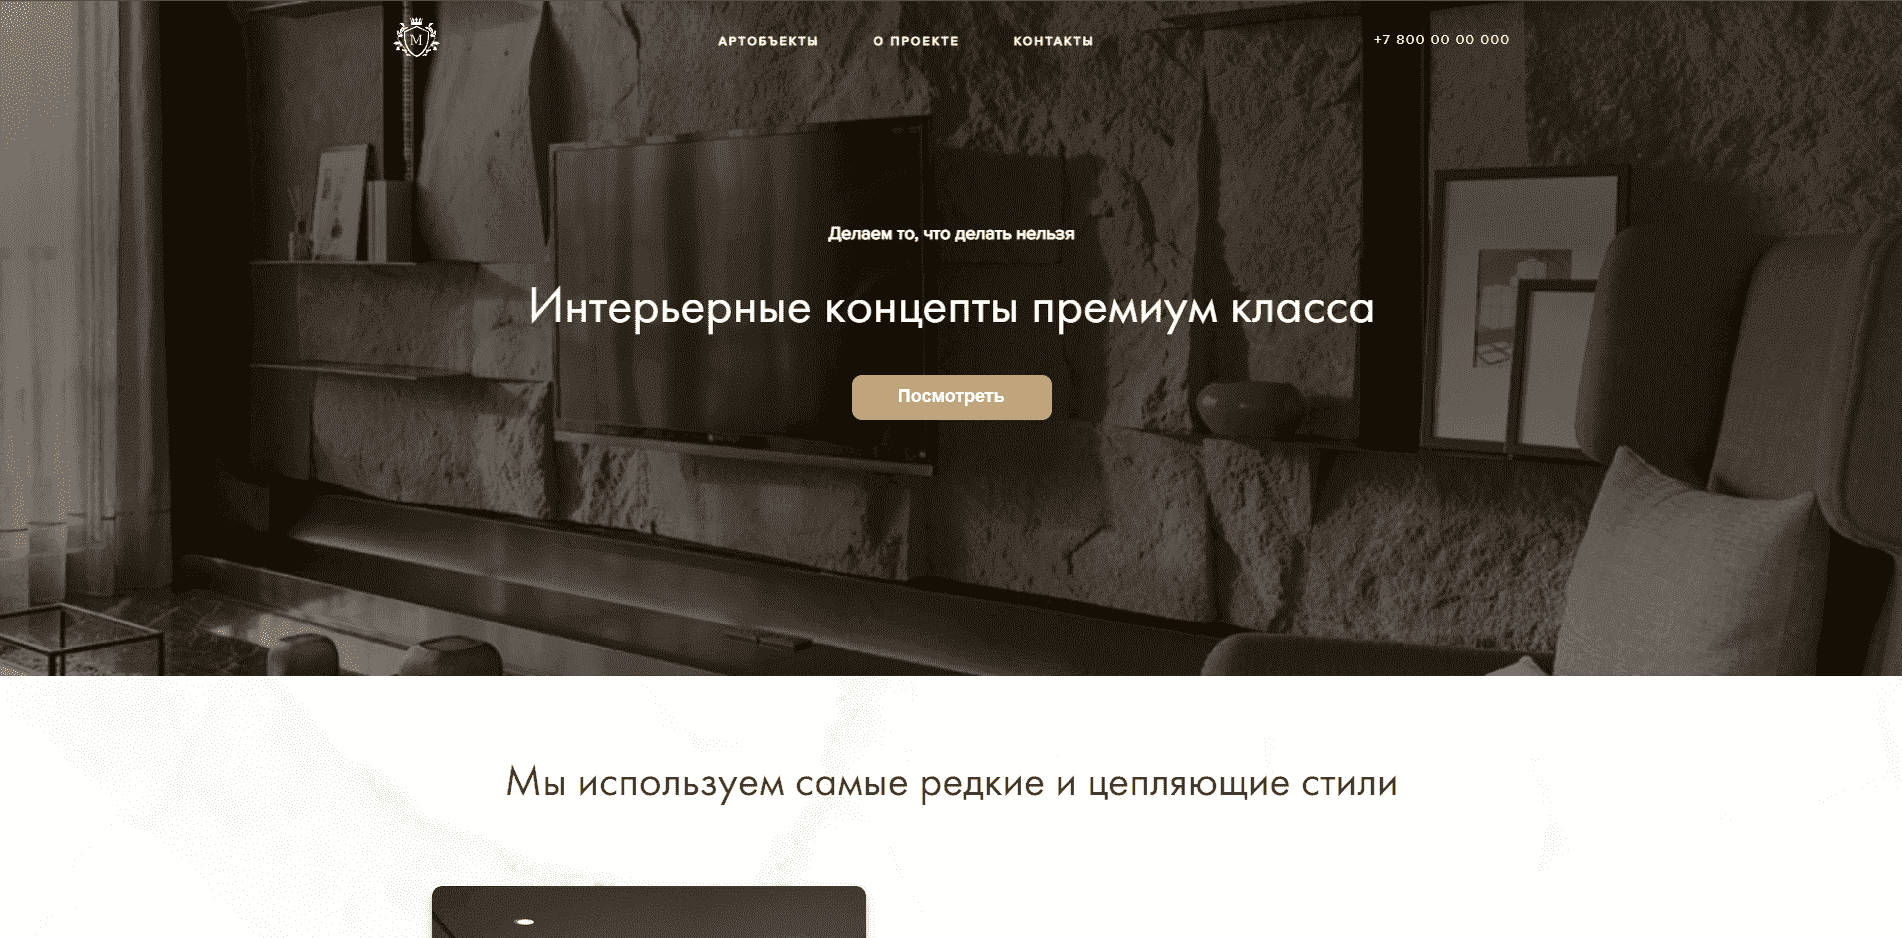 M
АРТОБЪЕКТЫ
О ПРОЕКТЕ
КОНТАКТЫ
+7 800 00 00 000
Делаем то, что делать нельзя
Интерьерные концепты премиум класса
Посмотреть
Мы используем самые редкие и цепляющие стили